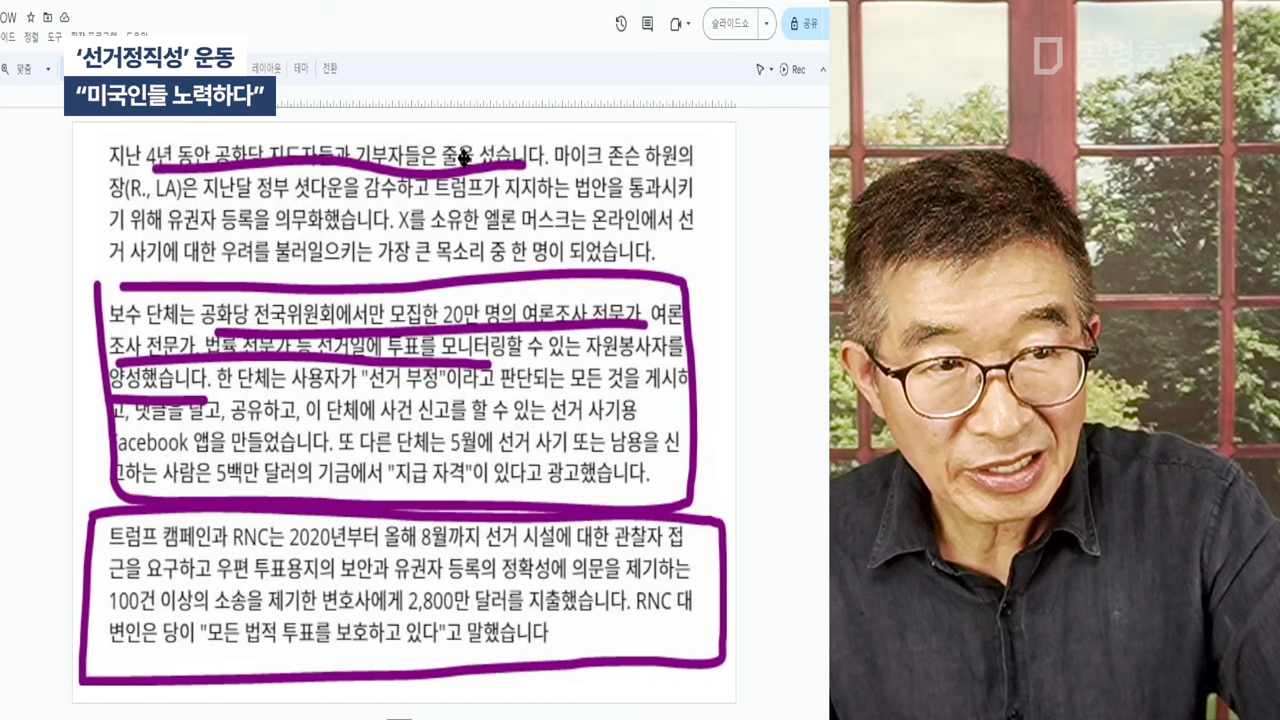 OW
슬라이드쇼
공유
이드 정렬 도구
맞춤
레이아웃 테마 전환
Rec
‘선거정직성’ 운동
“미국인들 노력하다”
공병호TV
지난 4년 동안 공화당 지도자들과 기부자들은 줄을 섰습니다. 마이크 존슨 하원의
장(R., LA)은 지난달 정부 셧다운을 감수하고 트럼프가 지지하는 법안을 통과시키
기 위해 유권자 등록을 의무화했습니다. X를 소유한 엘론 머스크는 온라인에서 선
거 사기에 대한 우려를 불러일으키는 가장 큰 목소리 중 한 명이 되었습니다.
보수 단체는 공화당 전국위원회에서만 모집한 20만 명의 여론조사 전문가, 여론
조사 전문가, 법률 전문가 등 선거일에 투표를 모니터링할 수 있는 자원봉사자를
양성했습니다. 한 단체는 사용자가 "선거 부정"이라고 판단되는 모든 것을 게시하
고, 댓글을 달고, 공유하고, 이 단체에 사건 신고를 할 수 있는 선거 사기용
Facebook 앱을 만들었습니다. 또 다른 단체는 5월에 선거 사기 또는 남용을 신
고하는 사람은 5백만 달러의 기금에서 "지급 자격"이 있다고 광고했습니다.
트럼프 캠페인과 RNC는 2020년부터 올해 8월까지 선거 시설에 대한 관찰자 접
근을 요구하고 우편 투표용지의 보안과 유권자 등록의 정확성에 의문을 제기하는
100건 이상의 소송을 제기한 변호사에게 2,800만 달러를 지출했습니다. RNC 대
변인은 당이 "모든 법적 투표를 보호하고 있다"고 말했습니다